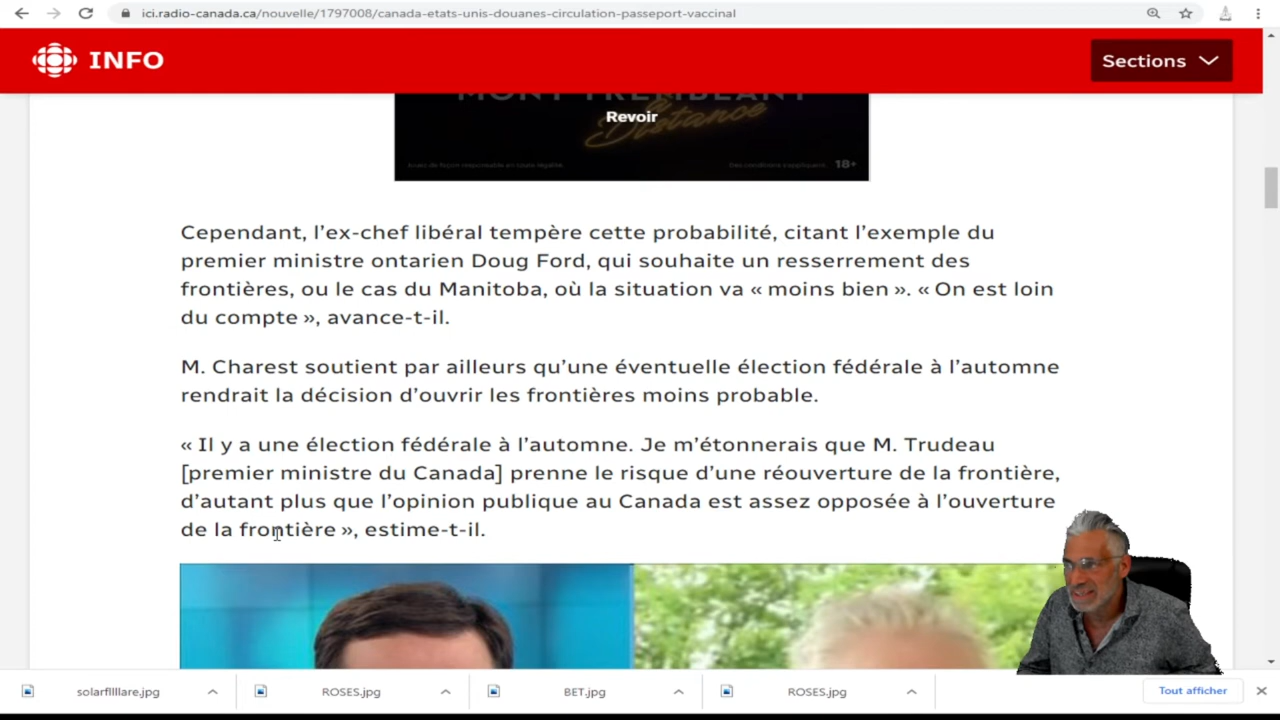 ici.radio-canada.ca/nouvelle/1797008/canada-etats-unis-douanes-circulation-passeport-vaccinal
INFO
Sections
MONT-TREMBLANT
à
Distance
Revoir
18+
Cependant, l'ex-chef libéral tempère cette probabilité, citant l'exemple du
premier ministre ontarien Doug Ford, qui souhaite un resserrement des
frontières, ou le cas du Manitoba, où la situation va « moins bien ». « On est loin
du compte », avance-t-il.
M. Charest soutient par ailleurs qu'une éventuelle élection fédérale à l'automne
rendrait la décision d'ouvrir les frontières moins probable.
« Il y a une élection fédérale à l'automne. Je m'étonnerais que M. Trudeau
[premier ministre du Canada] prenne le risque d'une réouverture de la frontière,
d'autant plus que l'opinion publique au Canada est assez opposée à l'ouverture
de la frontière », estime-t-il.
solarfllllare.jpg
ROSES.jpg
BET.jpg
ROSES.jpg
Tout afficher